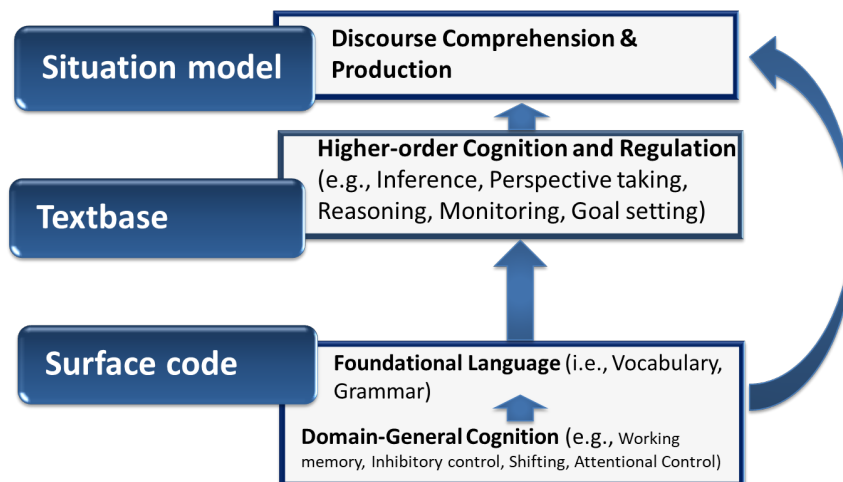 Situation model
Discourse Comprehension &
Production
Textbase
Higher-order Cognition and Regulation
(e.g., Inference, Perspective taking,
Reasoning, Monitoring, Goal setting)
Surface code
Foundational Language (i.e., Vocabulary,
Grammar)
Domain-General Cognition (e.g., Working
memory, Inhibitory control, Shifting, Attentional Control)